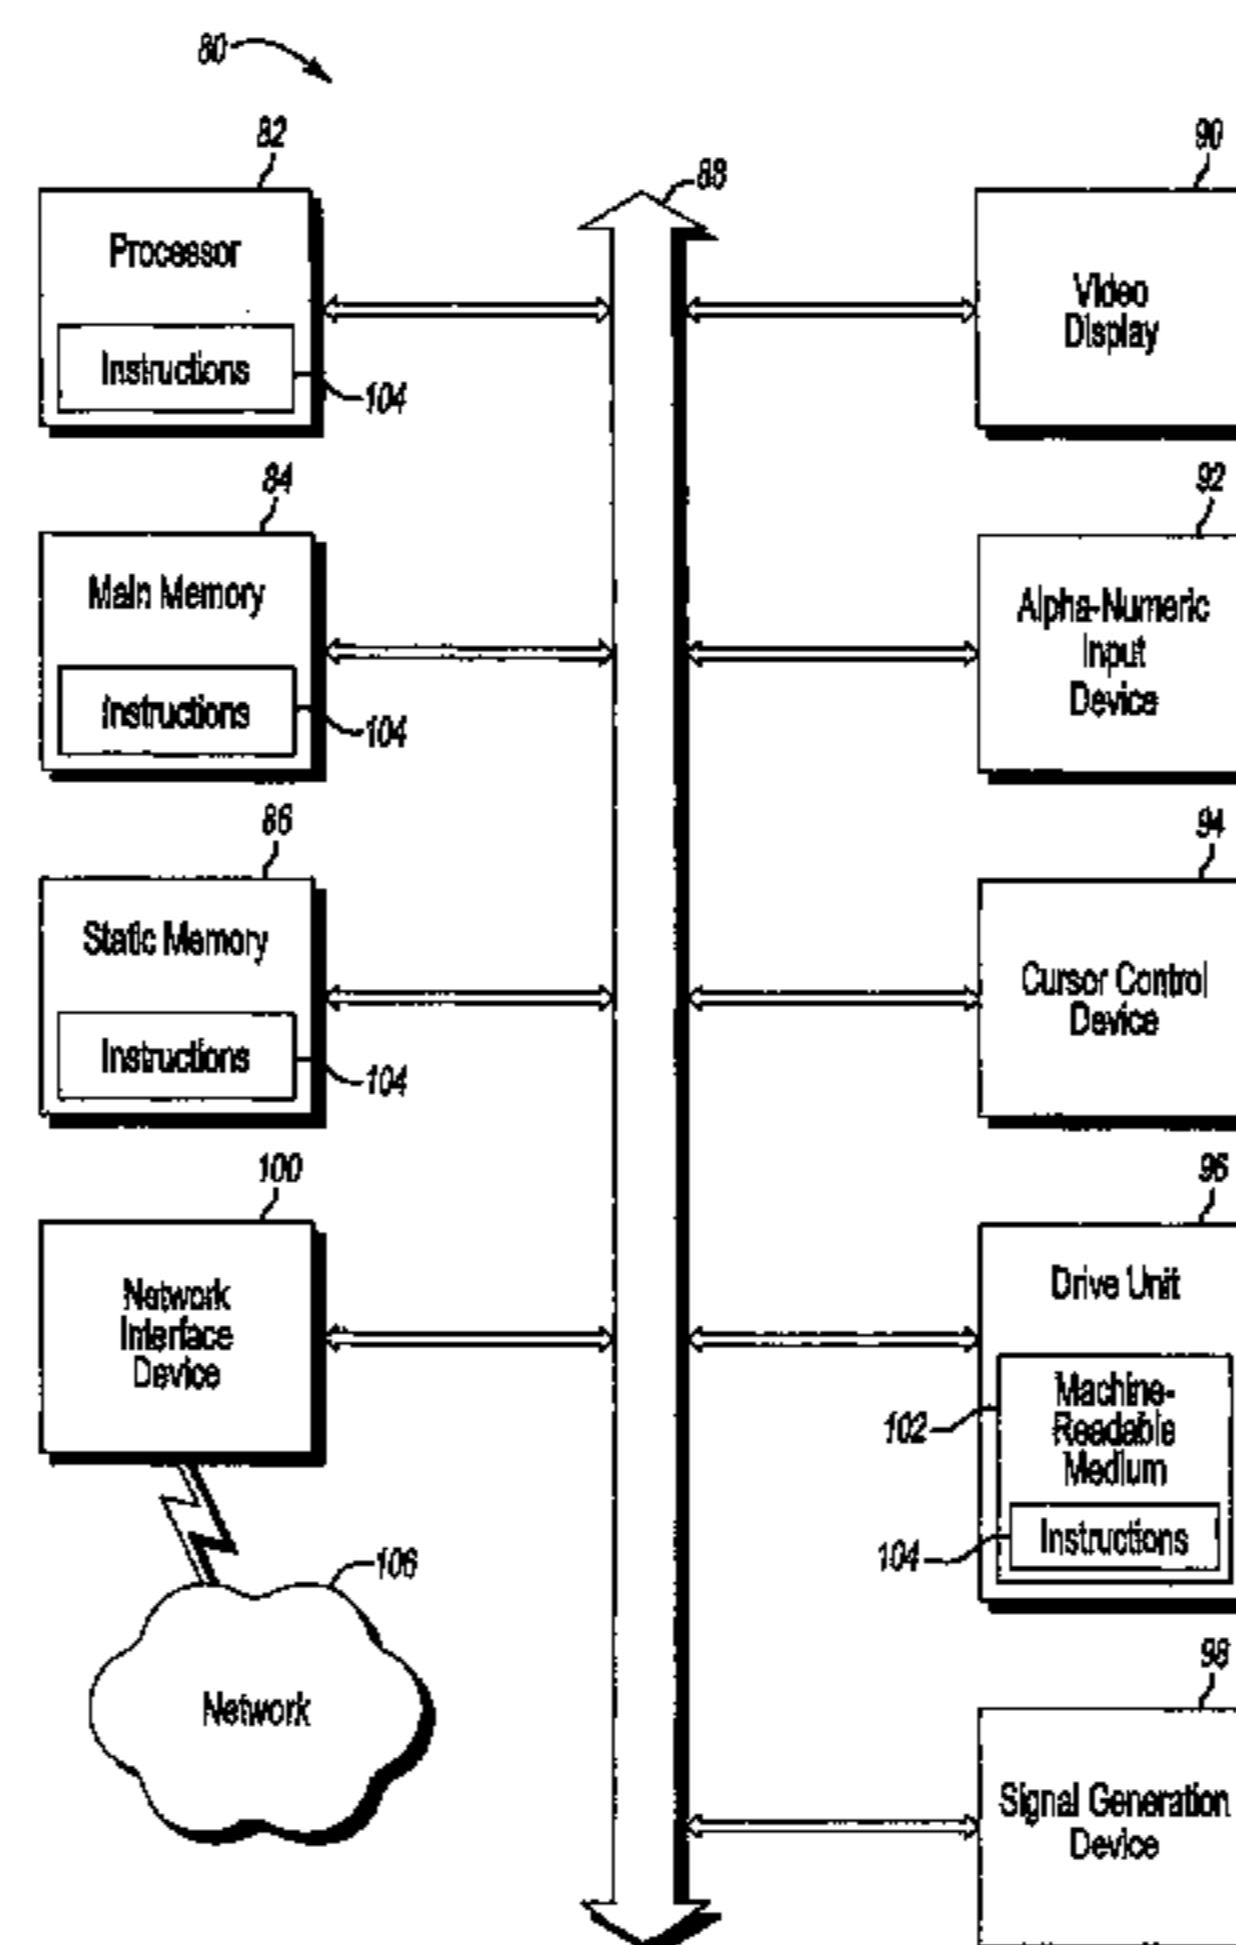 80
82
Processor
Instructions
104
84
Main Memory
Instructions
104
86
Static Memory
Instructions
104
100
Network
Interface
Device
106
Network
88
90
Video
Display
92
Alpha-Numeric
Input
Device
94
Cursor Control
Device
96
Drive Unit
102
Machine-
Readable
Medium
104
Instructions
98
Signal Generation
Device